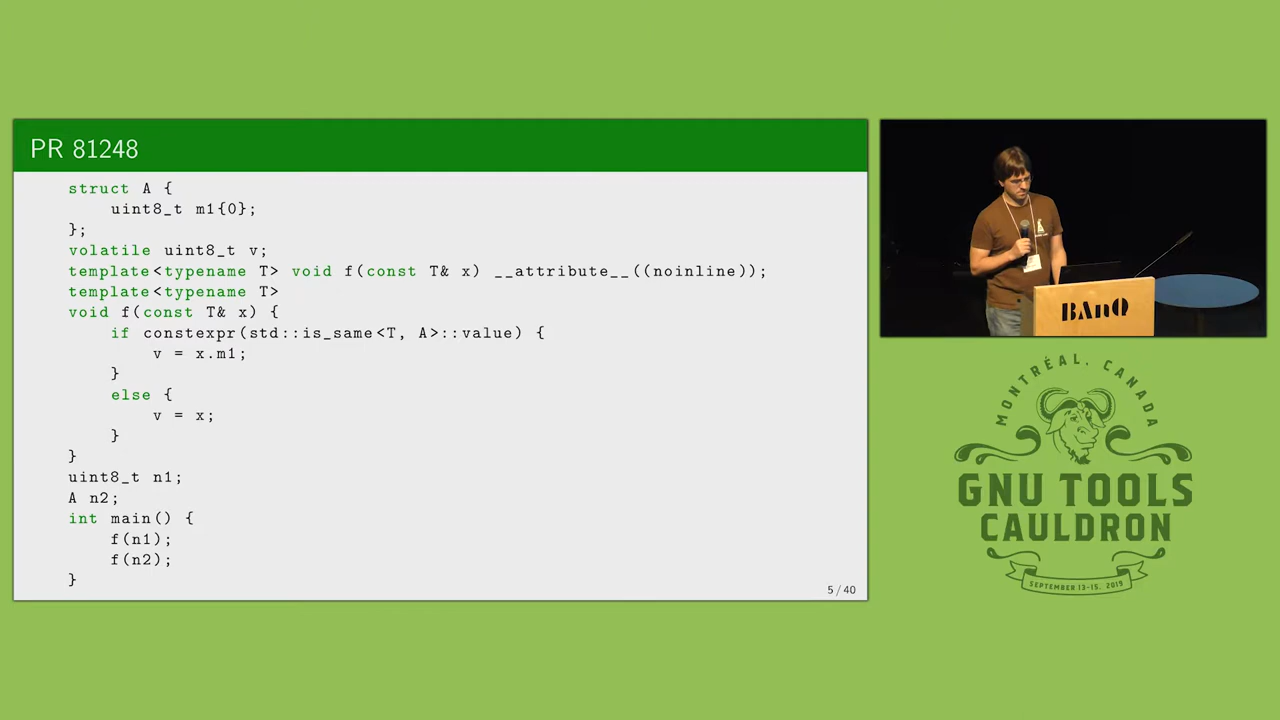 PR 81248
struct A {
    uint8_t m1{0};
};
volatile uint8_t v;
template<typename T> void f(const T& x) __attribute__((noinline));
template<typename T>
void f(const T& x) {
    if constexpr(std::is_same<T, A>::value) {
        v = x.m1;
    }
    else {
        v = x;
    }
}
uint8_t n1;
A n2;
int main() {
    f(n1);
    f(n2);
}
5 / 40
BAnQ
MONTRÉAL, CANADA
GNU TOOLS
CAULDRON
SEPTEMBER 13-15, 2019